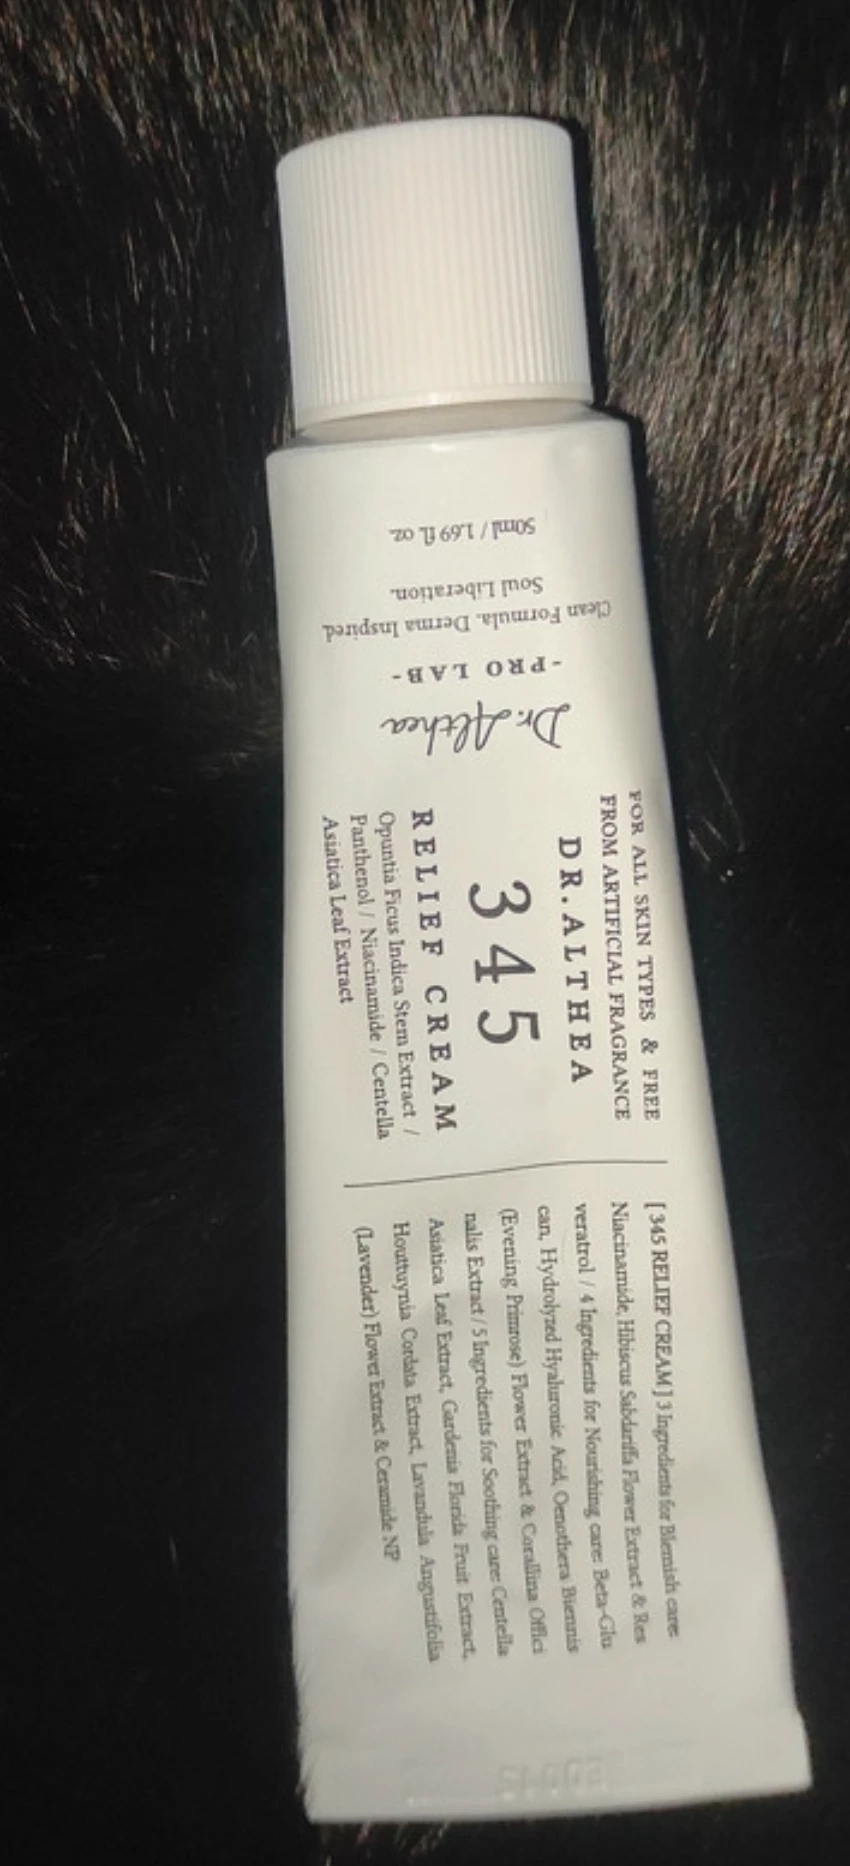 50ml / 1.69 fl. oz.
Soul Liberation.
Clean Formula. Derma Inspired
-PRO LAB-
Dr. Althea
FOR ALL SKIN TYPES & FREE
FROM ARTIFICIAL FRAGRANCE
DR.ALTHEA
345
RELIEF CREAM
Opuntia Ficus Indica Stem Extract /
Panthenol / Niacinamide / Centella
Asiatica Leaf Extract
[ 345 RELIEF CREAM ] 3 Ingredients for Blemish care:
Niacinamide, Hibiscus Sabdariffa Flower Extract & Res
veratrol / 4 Ingredients for Nourishing care: Beta-Glu
can, Hydrolyzed Hyaluronic Acid, Oenothera Biennis
(Evening Primrose) Flower Extract & Corallina Offici
nalis Extract / 5 Ingredients for Soothing care: Centella
Asiatica Leaf Extract, Gardenia Florida Fruit Extract,
Houttuynia Cordata Extract, Lavandula Angustifolia
(Lavender) Flower Extract & Ceramide NP